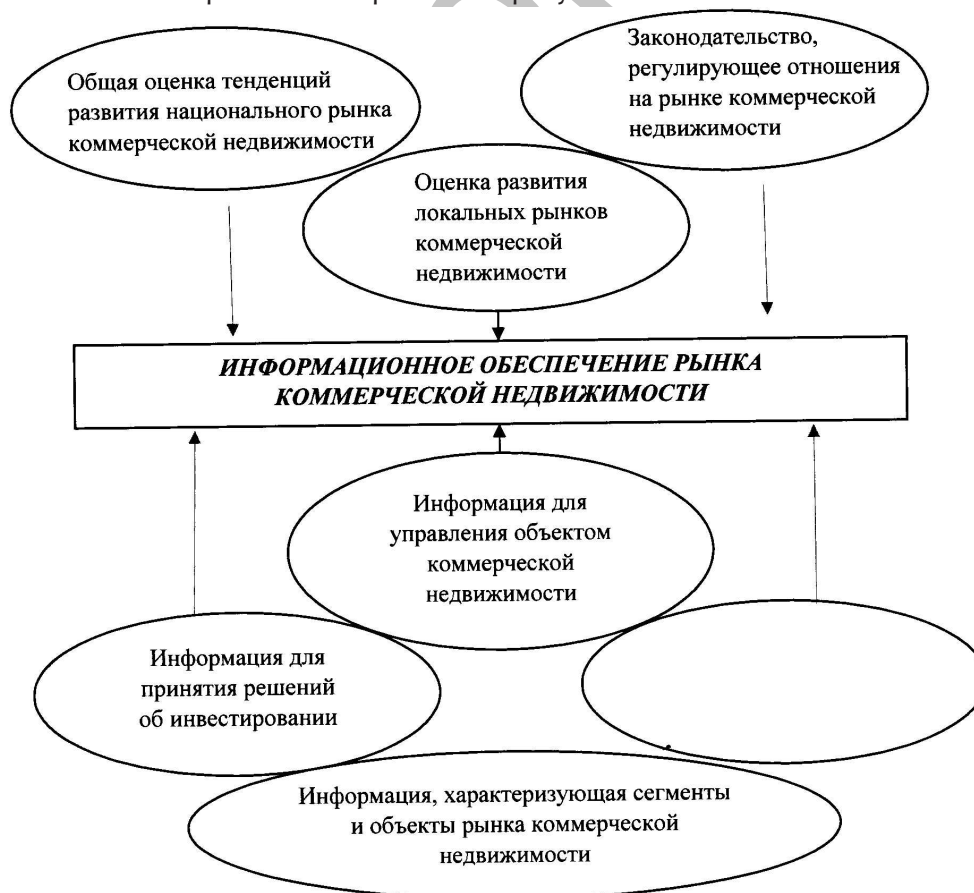 Общая оценка тенденций
развития национального рынка
коммерческой недвижимости
Законодательство,
регулирующее отношения
на рынке коммерческой
недвижимости
Оценка развития
локальных рынков
коммерческой
недвижимости
ИНФОРМАЦИОННОЕ ОБЕСПЕЧЕНИЕ РЫНКА
КОММЕРЧЕСКОЙ НЕДВИЖИМОСТИ
Информация для
управления объектом
коммерческой
недвижимости
Информация для
принятия решений
об инвестировании
Информация, характеризующая сегменты
и объекты рынка коммерческой
недвижимости